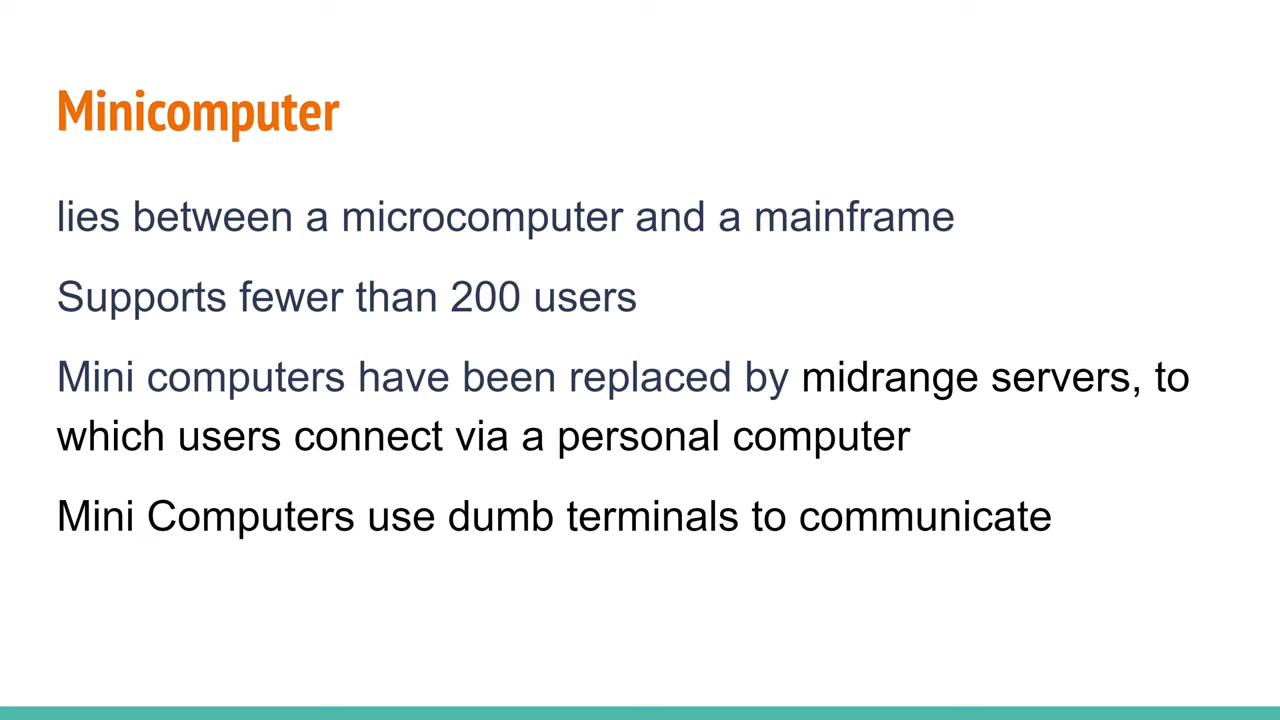 Minicomputer
lies between a microcomputer and a mainframe
Supports fewer than 200 users
Mini computers have been replaced by midrange servers, to
which users connect via a personal computer
Mini Computers use dumb terminals to communicate